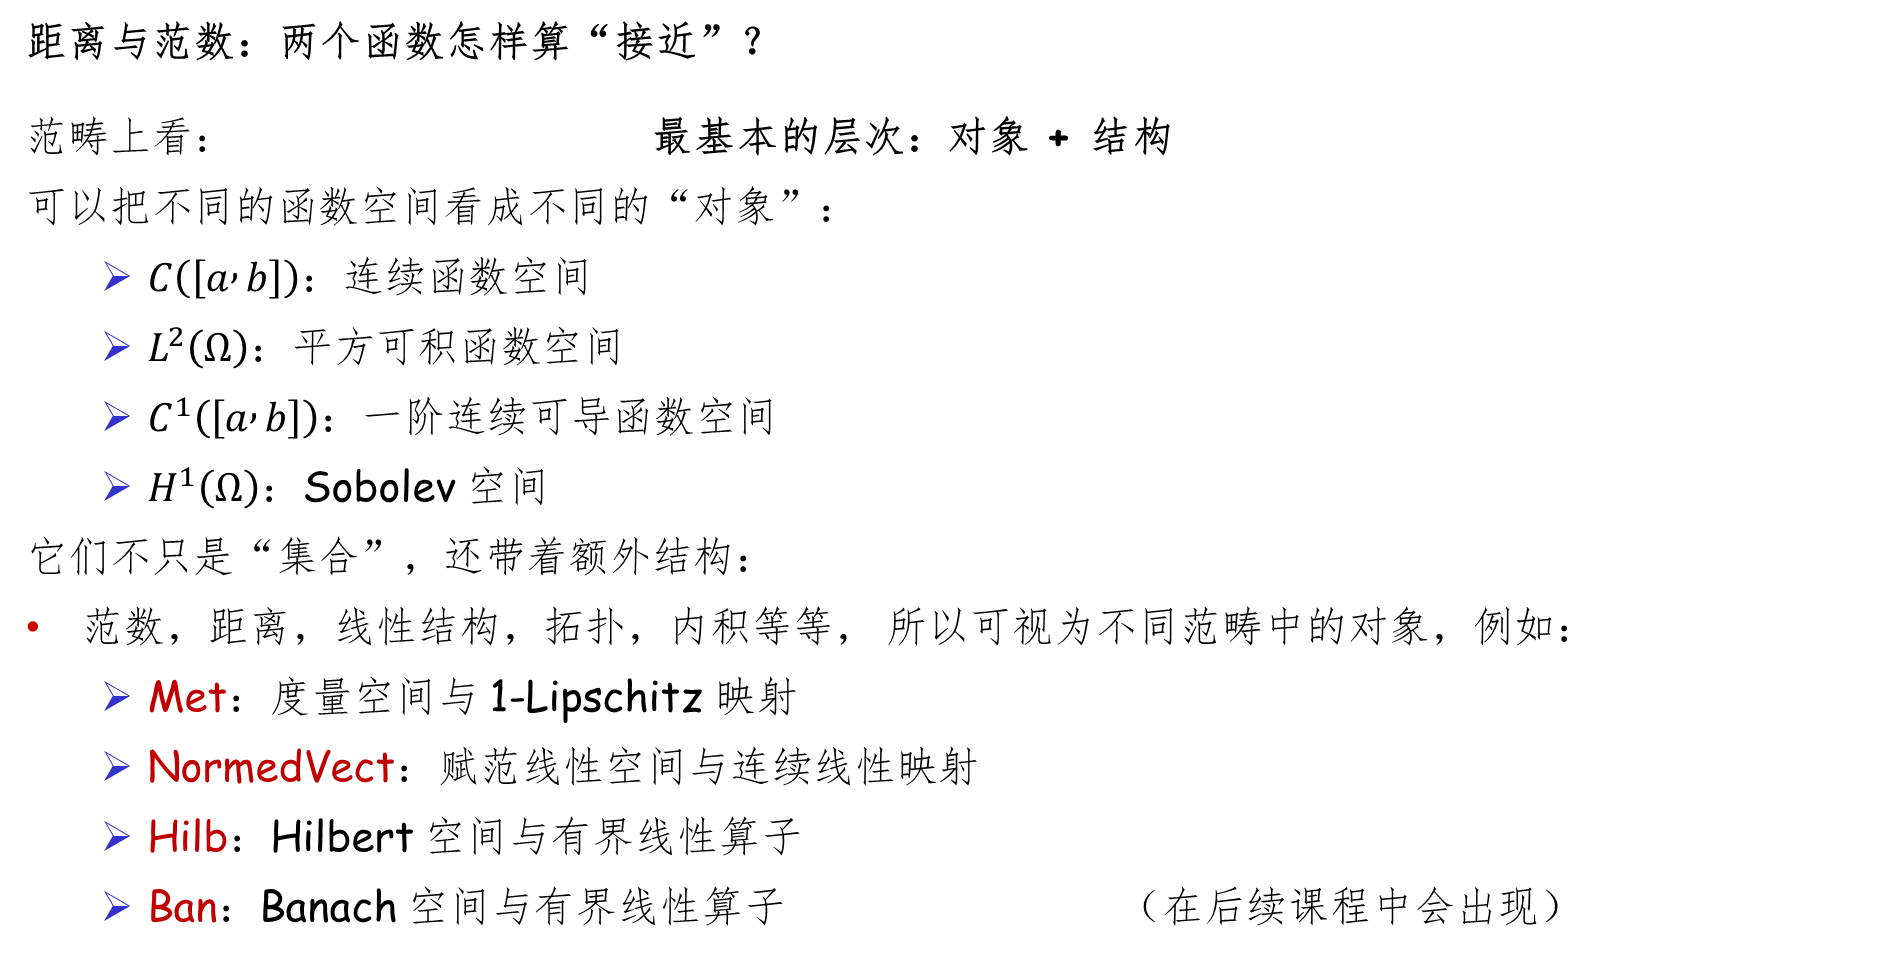 距离与范数：两个函数怎样算“接近”？
范畴上看： 最基本的层次：对象 + 结构
可以把不同的函数空间看成不同的“对象”：
➢ C([a, b])：连续函数空间
➢ L²(Ω)：平方可积函数空间
➢ C¹([a, b])：一阶连续可导函数空间
➢ H¹(Ω)：Sobolev 空间
它们不只是“集合”，还带着额外结构：
• 范数，距离，线性结构，拓扑，内积等等， 所以可视为不同范畴中的对象，例如：
➢ Met：度量空间与 1-Lipschitz 映射
➢ NormedVect：赋范线性空间与连续线性映射
➢ Hilb：Hilbert 空间与有界线性算子
➢ Ban：Banach 空间与有界线性算子 （在后续课程中会出现）